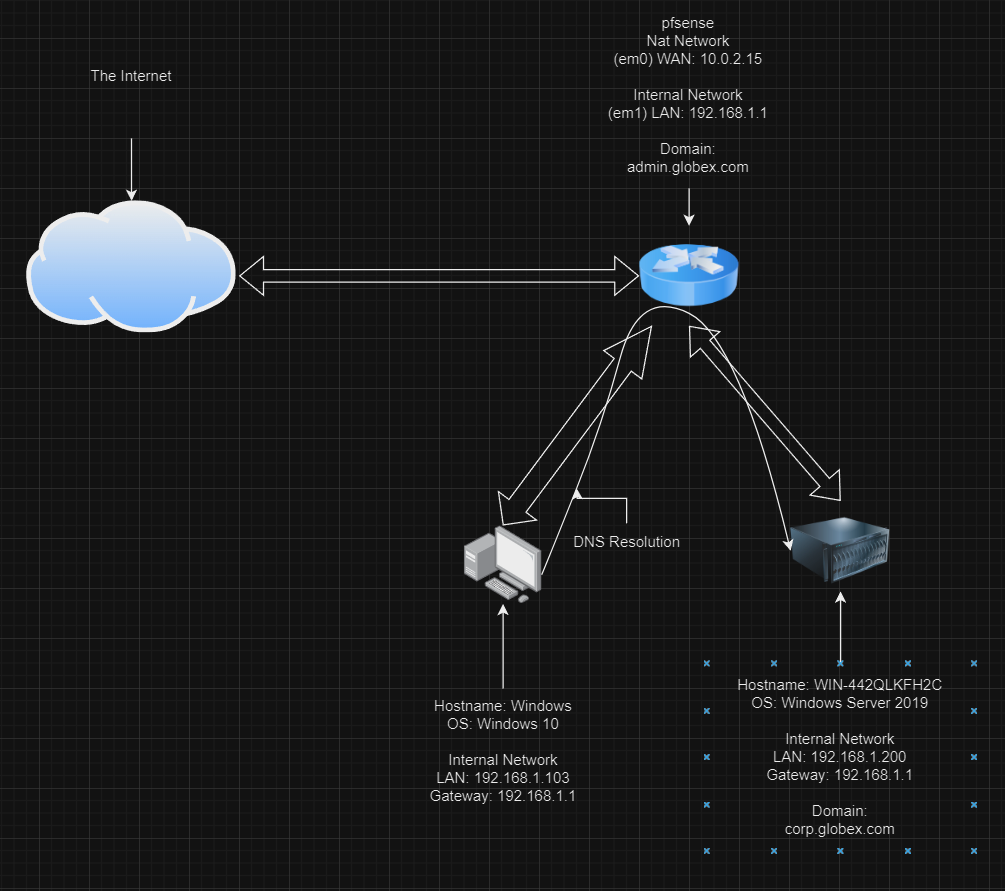 pfsense
Nat Network
(em0) WAN: 10.0.2.15
Internal Network
(em1) LAN: 192.168.1.1
Domain:
admin.globex.com
The Internet
DNS Resolution
Hostname: Windows
OS: Windows 10
Internal Network
LAN: 192.168.1.103
Gateway: 192.168.1.1
Hostname: WIN-442QLKFH2C
OS: Windows Server 2019
Internal Network
LAN: 192.168.1.200
Gateway: 192.168.1.1
Domain:
corp.globex.com